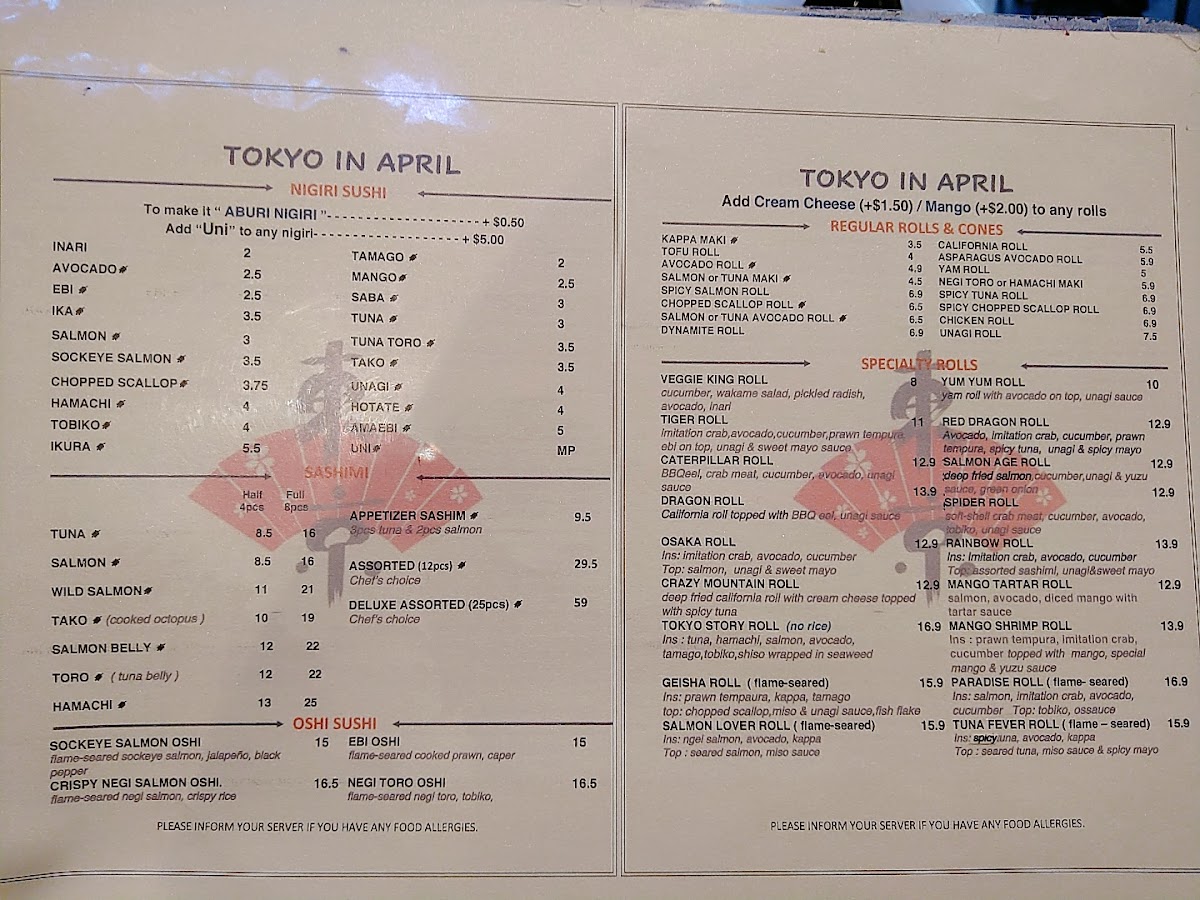 TOKYO IN APRIL
NIGIRI SUSHI
To make it “ ABURI NIGIRI ”- - - - - - - - - - - - - - - - - - - - + $0.50
Add “Uni” to any nigiri- - - - - - - - - - - - - - - - - + $5.00
INARI 2
AVOCADO 2.5
EBI 2.5
IKA 3.5
SALMON 3
SOCKEYE SALMON 3.5
CHOPPED SCALLOP 3.75
HAMACHI 4
TOBIKO 4
IKURA 5.5
TAMAGO 2
MANGO 2.5
SABA 3
TUNA 3
TUNA TORO 3.5
TAKO 3.5
UNAGI 4
HOTATE 4
AMAEBI 5
UNI MP
SASHIMI
Half Full
4pcs 8pcs
TUNA 8.5 16
SALMON 8.5 16
WILD SALMON 11 21
TAKO (cooked octopus ) 10 19
SALMON BELLY 12 22
TORO ( tuna belly ) 12 22
HAMACHI 13 25
APPETIZER SASHIM 9.5
3pcs tuna & 2pcs salmon
ASSORTED (12pcs) 29.5
Chef's choice
DELUXE ASSORTED (25pcs) 59
Chef's choice
OSHI SUSHI
SOCKEYE SALMON OSHI 15
flame-seared sockeye salmon, jalapeño, black
pepper
CRISPY NEGI SALMON OSHI. 16.5
flame-seared negi salmon, crispy rice
EBI OSHI 15
flame-seared cooked prawn, caper
NEGI TORO OSHI 16.5
flame-seared negi toro, tobiko,
PLEASE INFORM YOUR SERVER IF YOU HAVE ANY FOOD ALLERGIES.
TOKYO IN APRIL
Add Cream Cheese (+$1.50) / Mango (+$2.00) to any rolls
REGULAR ROLLS & CONES
KAPPA MAKI 3.5
TOFU ROLL 4
AVOCADO ROLL 4.9
SALMON or TUNA MAKI 4.5
SPICY SALMON ROLL 6.9
CHOPPED SCALLOP ROLL 6.5
SALMON or TUNA AVOCADO ROLL 6.5
DYNAMITE ROLL 6.9
CALIFORNIA ROLL 5.5
ASPARAGUS AVOCADO ROLL 5.9
YAM ROLL 5
NEGI TORO or HAMACHI MAKI 5.9
SPICY TUNA ROLL 6.9
SPICY CHOPPED SCALLOP ROLL 6.9
CHICKEN ROLL 6.9
UNAGI ROLL 7.5
SPECIALTY ROLLS
VEGGIE KING ROLL 8
cucumber, wakame salad, pickled radish,
avocado, inari
TIGER ROLL 11
imitation crab,avocado,cucumber,prawn tempura,
ebi on top, unagi & sweet mayo sauce
CATERPILLAR ROLL 12.9
BBQeel, crab meat, cucumber, avocado, unagi
sauce
DRAGON ROLL 13.9
California roll topped with BBQ eel, unagi sauce
OSAKA ROLL 12.9
Ins: imitation crab, avocado, cucumber
Top: salmon, unagi & sweet mayo
CRAZY MOUNTAIN ROLL 12.9
deep fried california roll with cream cheese topped
with spicy tuna
TOKYO STORY ROLL (no rice) 16.9
Ins : tuna, hamachi, salmon, avocado,
tamago,tobiko,shiso wrapped in seaweed
GEISHA ROLL ( flame-seared) 15.9
Ins: prawn tempaura, kappa, tamago
top: chopped scallop,miso & unagi sauce,fish flake
SALMON LOVER ROLL ( flame-seared) 15.9
Ins: ngei salmon, avocado, kappa
Top : seared salmon, miso sauce
YUM YUM ROLL 10
yam roll with avocado on top, unagi sauce
RED DRAGON ROLL 12.9
Avocado, imitation crab, cucumber, prawn
tempura, spicy tuna, unagi & spicy mayo
SALMON AGE ROLL 12.9
deep fried salmon,cucumber,unagi & yuzu
sauce, green onion
SPIDER ROLL 12.9
soft-shell crab meat, cucumber, avocado,
tobiko, unagi sauce
RAINBOW ROLL 13.9
Ins: Imitation crab, avocado, cucumber
Top: assorted sashimi, unagi&sweet mayo
MANGO TARTAR ROLL 12.9
salmon, avocado, diced mango with
tartar sauce
MANGO SHRIMP ROLL 13.9
Ins : prawn tempura, imitation crab,
cucumber topped with mango, special
mango & yuzu sauce
PARADISE ROLL ( flame- seared) 16.9
Ins: salmon, imitation crab, avocado,
cucumber Top: tobiko, ossauce
TUNA FEVER ROLL ( flame – seared) 15.9
Ins: spicytuna, avocado, kappa
Top : seared tuna, miso sauce & spicy mayo
PLEASE INFORM YOUR SERVER IF YOU HAVE ANY FOOD ALLERGIES.